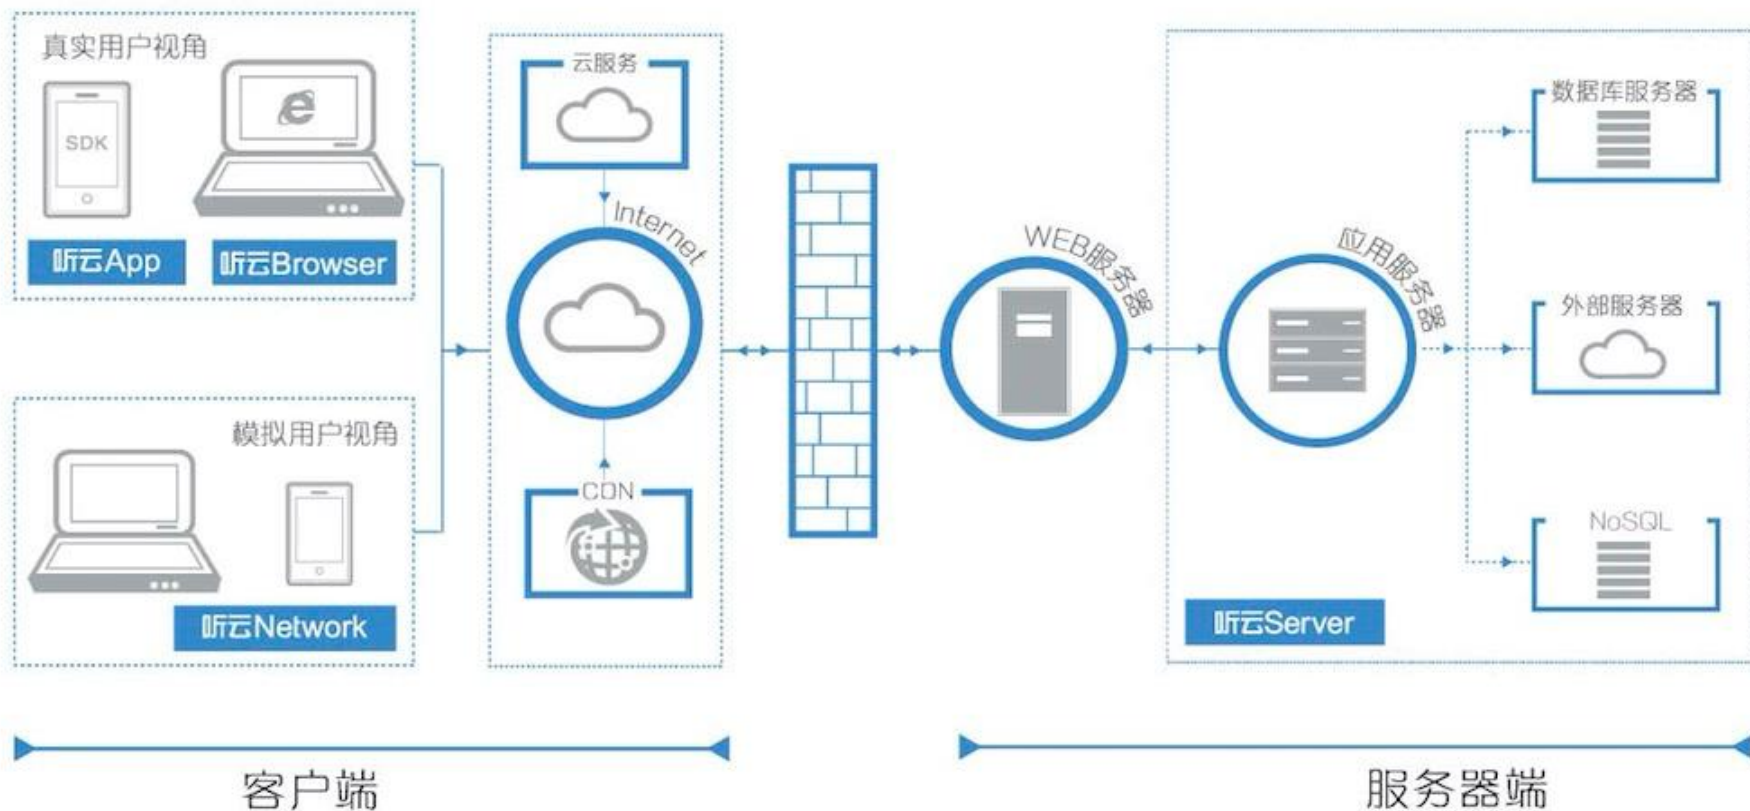 真实用户视角
SDK
听云App
听云Browser
模拟用户视角
听云Network
云服务
Internet
CDN
WEB服务器
应用服务器
数据库服务器
外部服务器
NoSQL
听云Server
客户端
服务器端